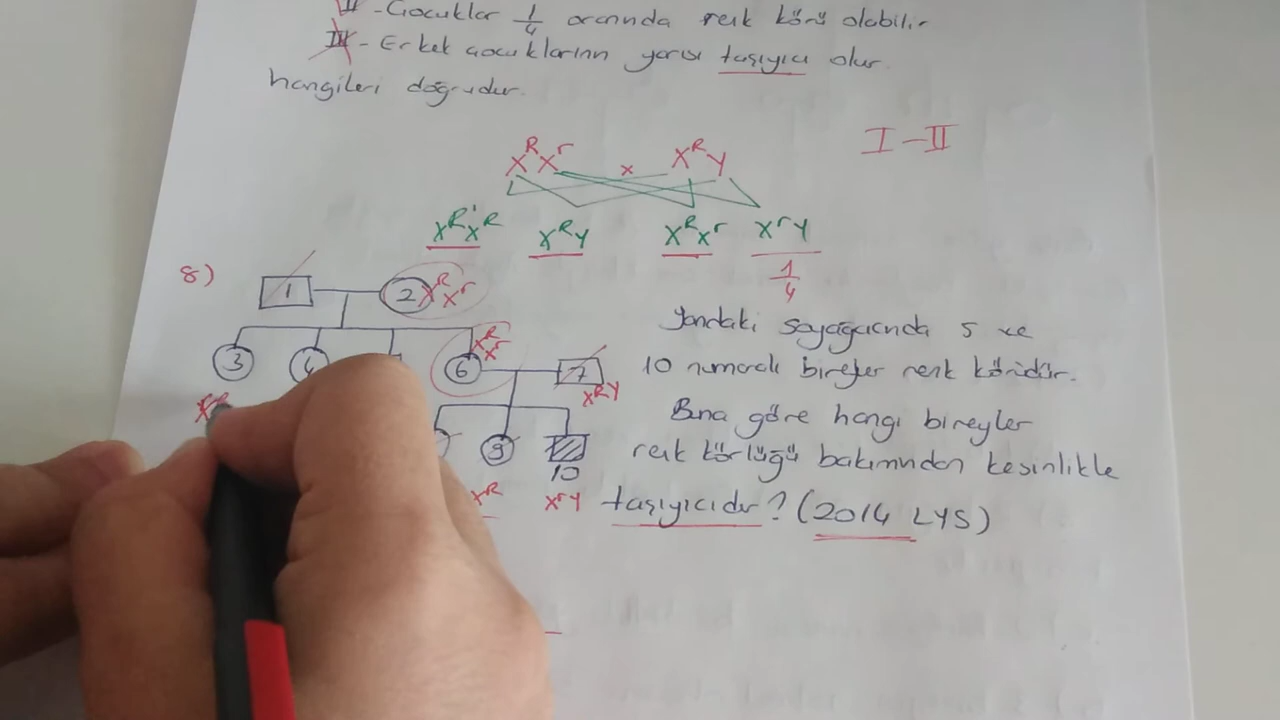 II - Çocuklar 1/4 oranında renk körü olabilir
III - Erkek çocuklarının yarısı taşıyıcı olur
hangileri doğrudur.
I - II
X^R X^r x X^R Y
X^R X^R X^R Y X^R X^r X^r Y
1/4
8)
1 2 X^R X^r
3 4 6 X^R X^r 7
X^R Y
X^R
9 10
X^R X^r Y
Yandaki soyağacında 5 ve
10 numaralı bireyler renk körüdür.
Buna göre hangi bireyler
renk körlüğü bakımından kesinlikle
taşıyıcıdır? (2014 LYS)